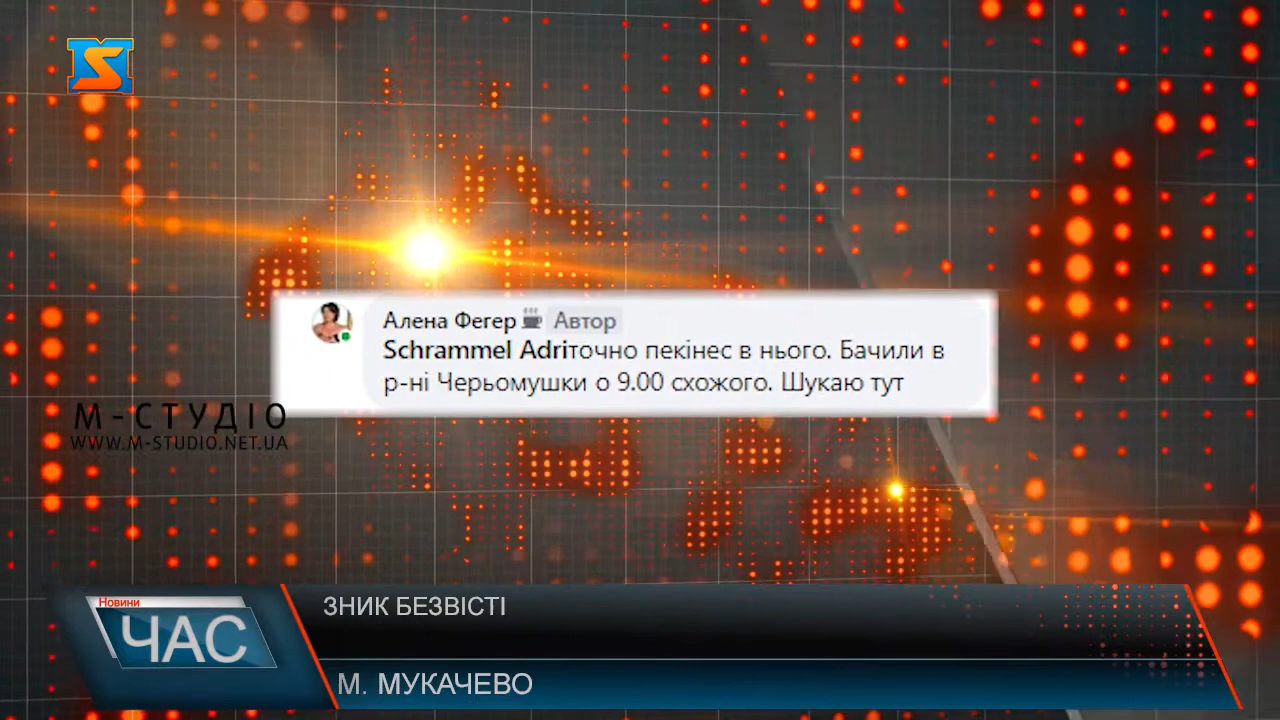 Алена Фегер Автор
Schrammel Adriточно пекінес в нього. Бачили в
р-ні Черьомушки о 9.00 схожого. Шукаю тут
М-СТУДІО
WWW.M-STUDIO.NET.UA
Новини
ЧАС
ЗНИК БЕЗВІСТІ
М. МУКАЧЕВО